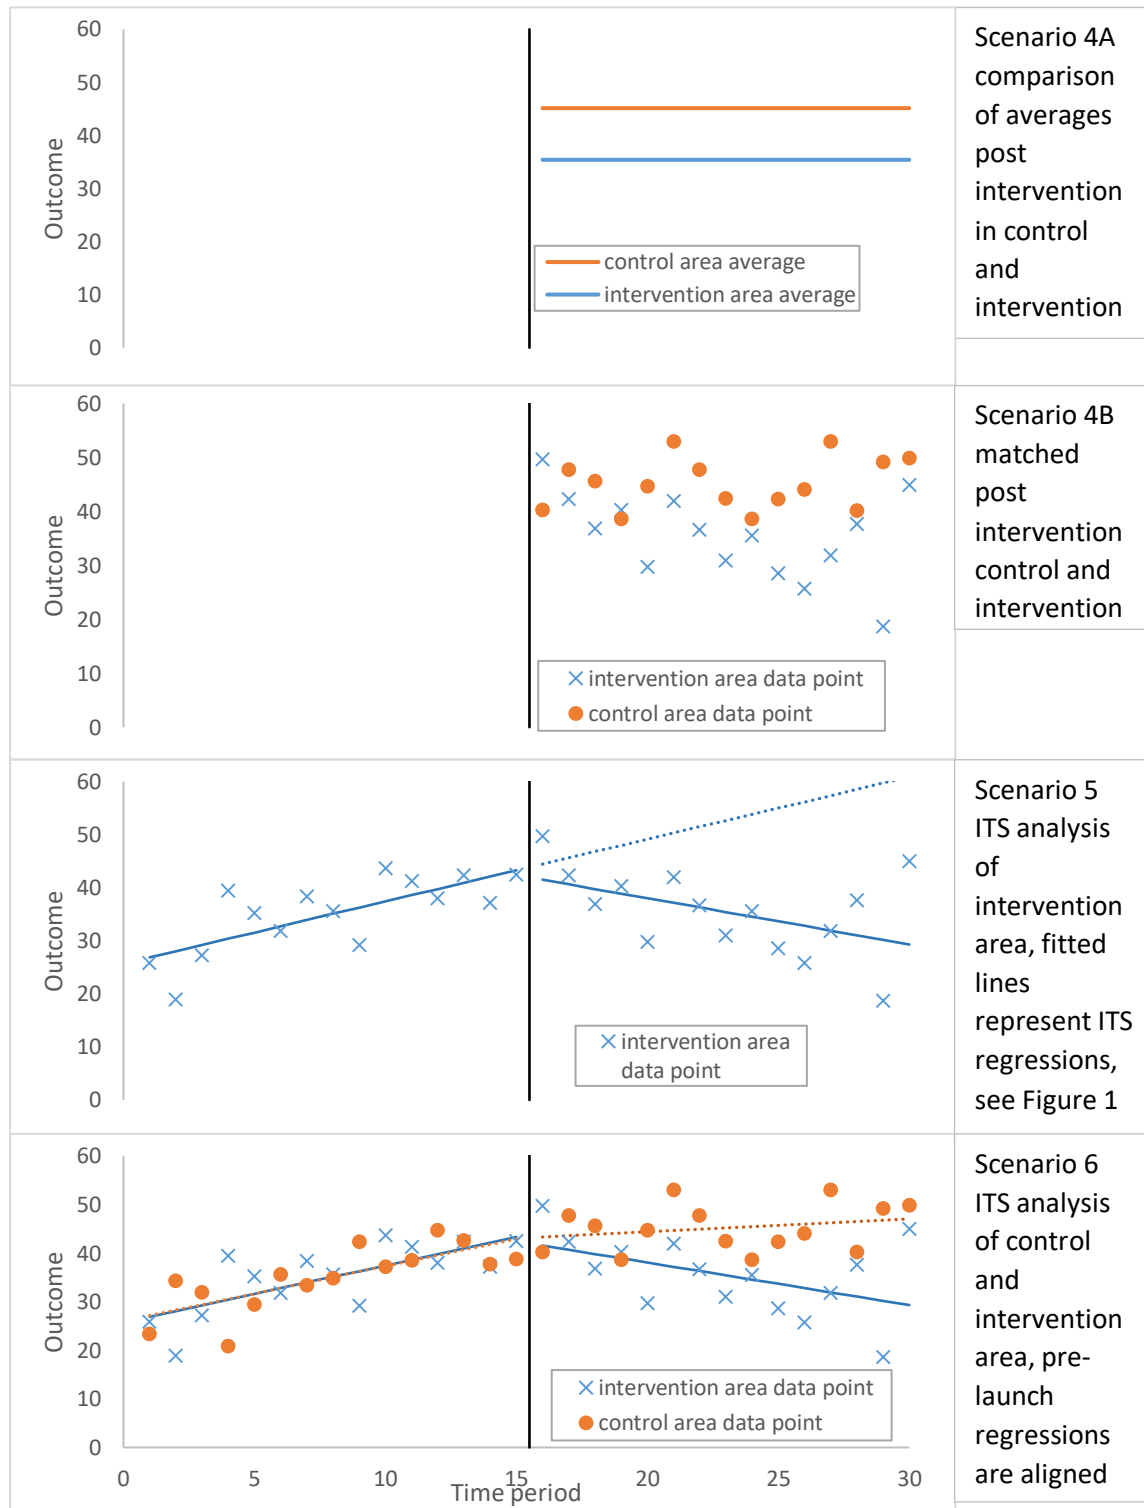 60
50
40
30
20
10
0
Outcome
control area average
intervention area average
Scenario 4A
comparison
of averages
post
intervention
in control
and
intervention
60
50
40
30
20
10
0
Outcome
intervention area data point
control area data point
Scenario 4B
matched
post
intervention
control and
intervention
60
50
40
30
20
10
0
Outcome
intervention area
data point
Scenario 5
ITS analysis
of
intervention
area, fitted
lines
represent ITS
regressions,
see Figure 1
60
50
40
30
20
10
0
Outcome
intervention area data point
control area data point
0 5 10 15 20 25 30
Time period
Scenario 6
ITS analysis
of control
and
intervention
area, pre-
launch
regressions
are aligned